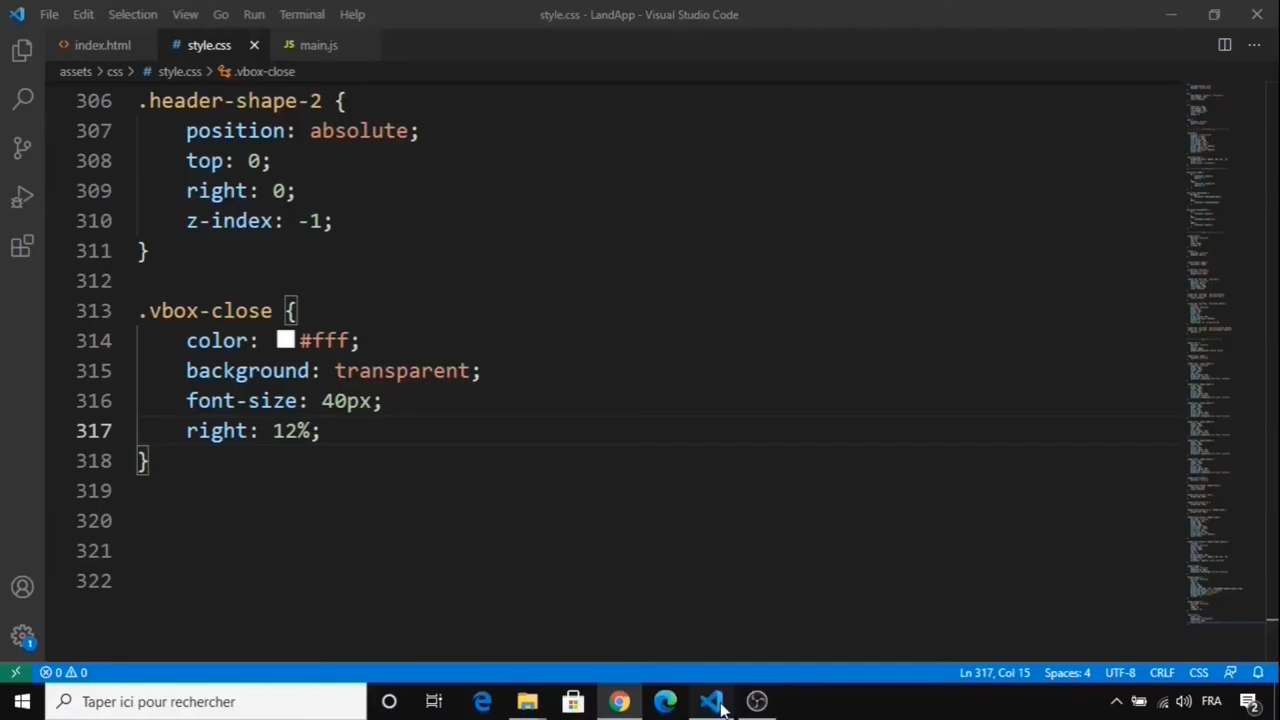 File Edit Selection View Go Run Terminal Help style.css - LandApp - Visual Studio Code
index.html style.css main.js
assets > css > # style.css > .vbox-close
306 .header-shape-2 {
307 position: absolute;
308 top: 0;
309 right: 0;
310 z-index: -1;
311 }
312
313 .vbox-close {
314 color: #fff;
315 background: transparent;
316 font-size: 40px;
317 right: 12%;
318 }
319
320
321
322
1
0 0 Ln 317, Col 15 Spaces: 4 UTF-8 CRLF CSS
Taper ici pour rechercher FRA 2